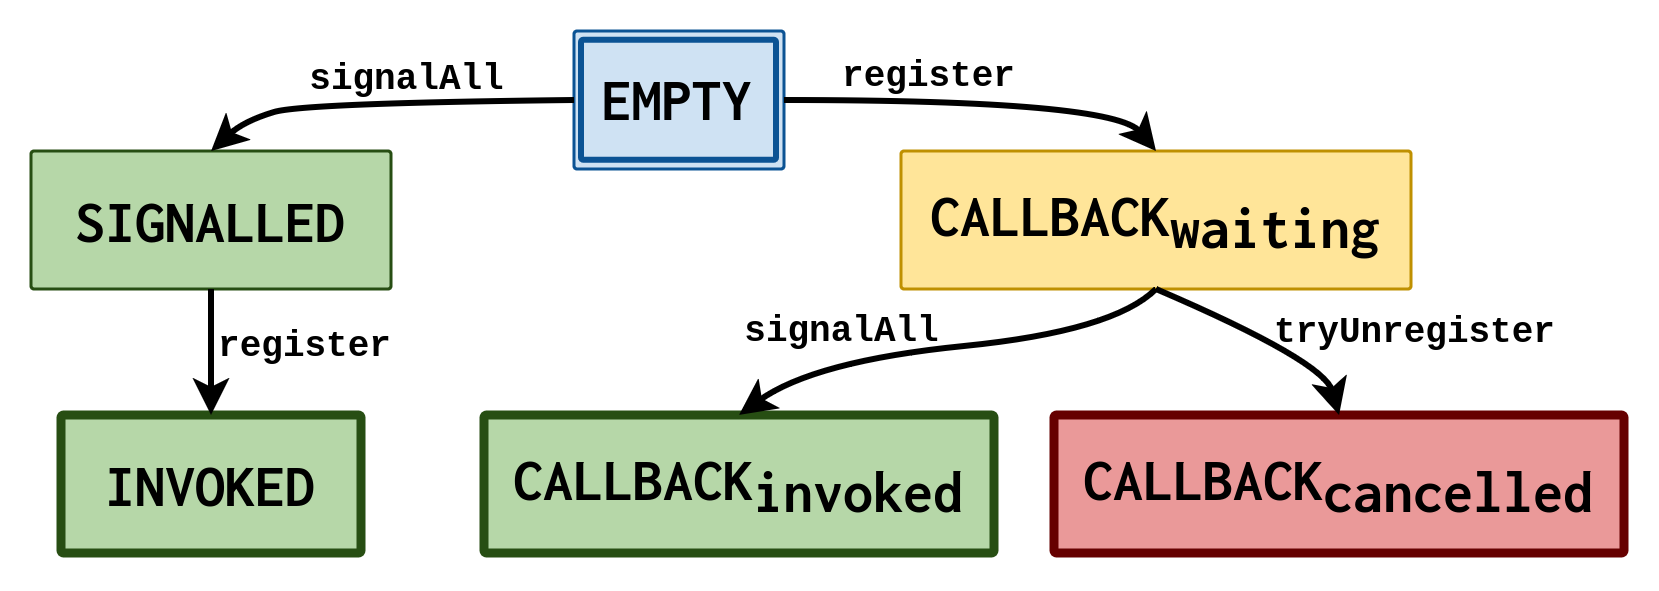 signalAll
EMPTY
register
SIGNALLED
CALLBACKwaiting
register
signalAll
tryUnregister
INVOKED
CALLBACKinvoked
CALLBACKcancelled